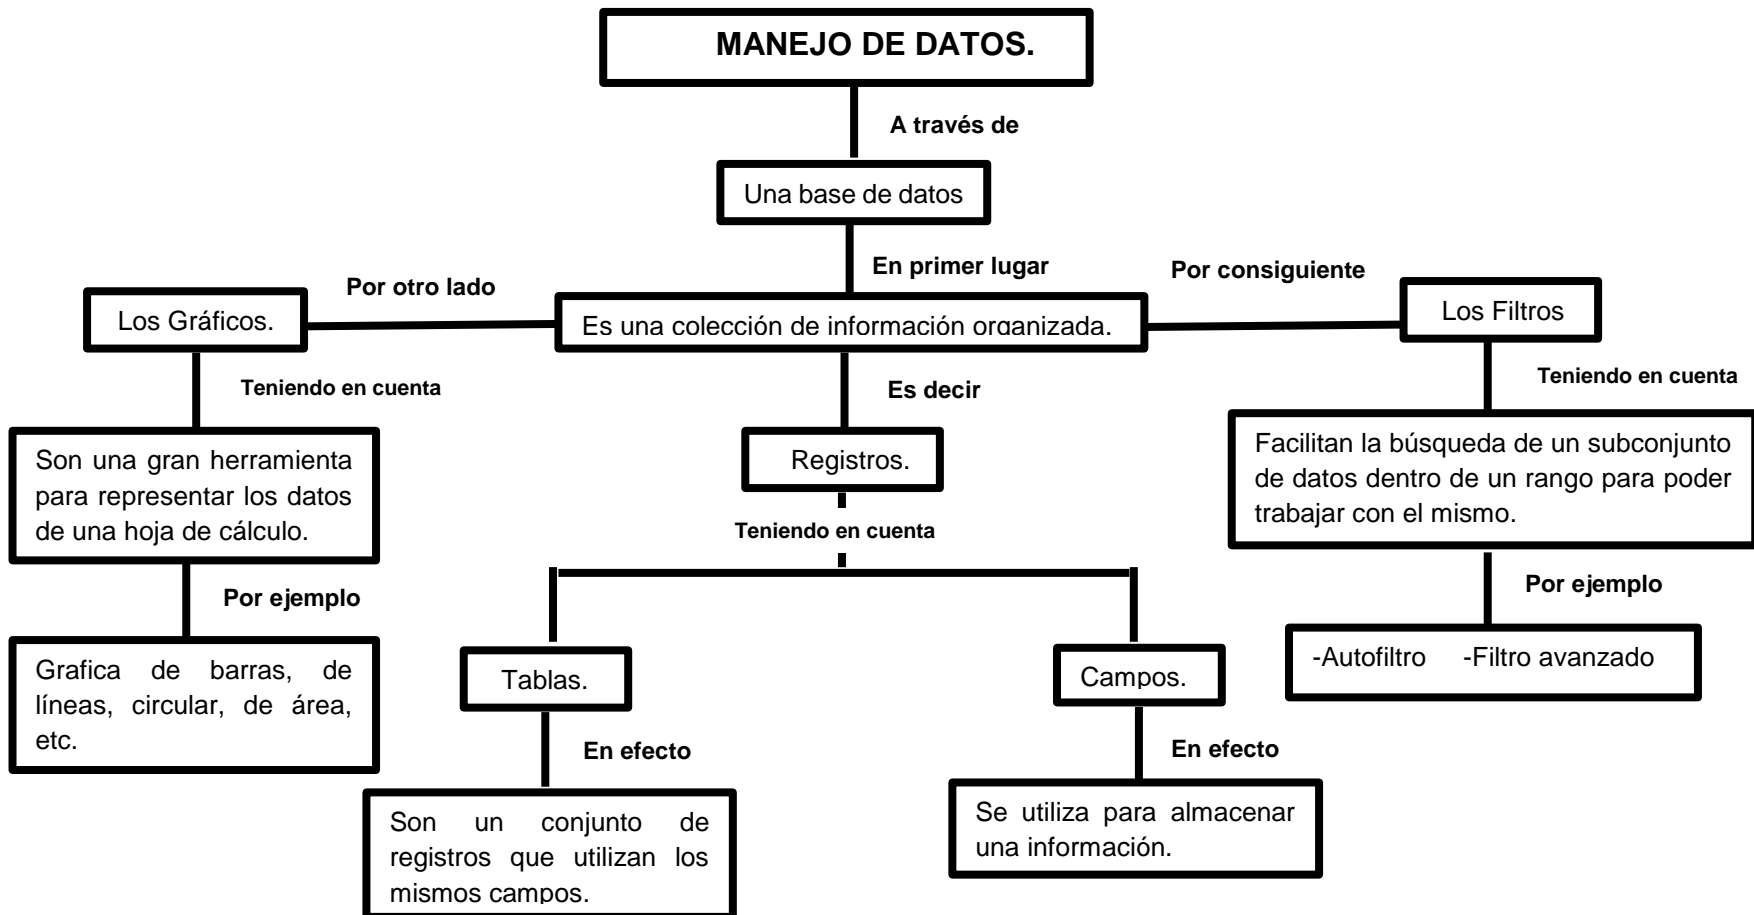 MANEJO DE DATOS.
A través de
Una base de datos
En primer lugar
Por otro lado
Por consiguiente
Los Gráficos.
Es una colección de información organizada.
Los Filtros
Teniendo en cuenta
Es decir
Teniendo en cuenta
Son una gran herramienta
para representar los datos
de una hoja de cálculo.
Registros.
Facilitan la búsqueda de un subconjunto
de datos dentro de un rango para poder
trabajar con el mismo.
Teniendo en cuenta
Por ejemplo
Por ejemplo
Grafica de barras, de
líneas, circular, de área,
etc.
Tablas.
Campos.
-Autofiltro -Filtro avanzado
En efecto
En efecto
Son un conjunto de
registros que utilizan los
mismos campos.
Se utiliza para almacenar
una información.